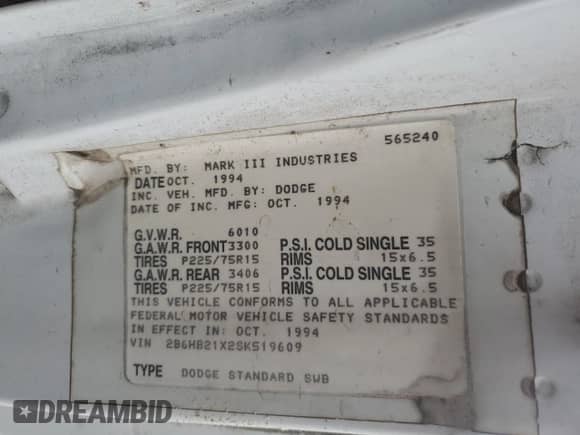 565240
MFD. BY: MARK III INDUSTRIES
DATE OCT. 1994
INC. VEH. MFD. BY: DODGE
DATE OF INC. MFG: OCT. 1994
G.V.W.R. 6010
G.A.W.R. FRONT 3300 P.S.I. COLD SINGLE 35
TIRES P225/75R15 RIMS 15x6.5
G.A.W.R. REAR 3406 P.S.I. COLD SINGLE 35
TIRES P225/75R15 RIMS 15x6.5
THIS VEHICLE CONFORMS TO ALL APPLICABLE
FEDERAL MOTOR VEHICLE SAFETY STANDARDS
IN EFFECT IN: OCT. 1994
VIN 2B6HB21X2SK519609
TYPE DODGE STANDARD SWB
DREAMBID